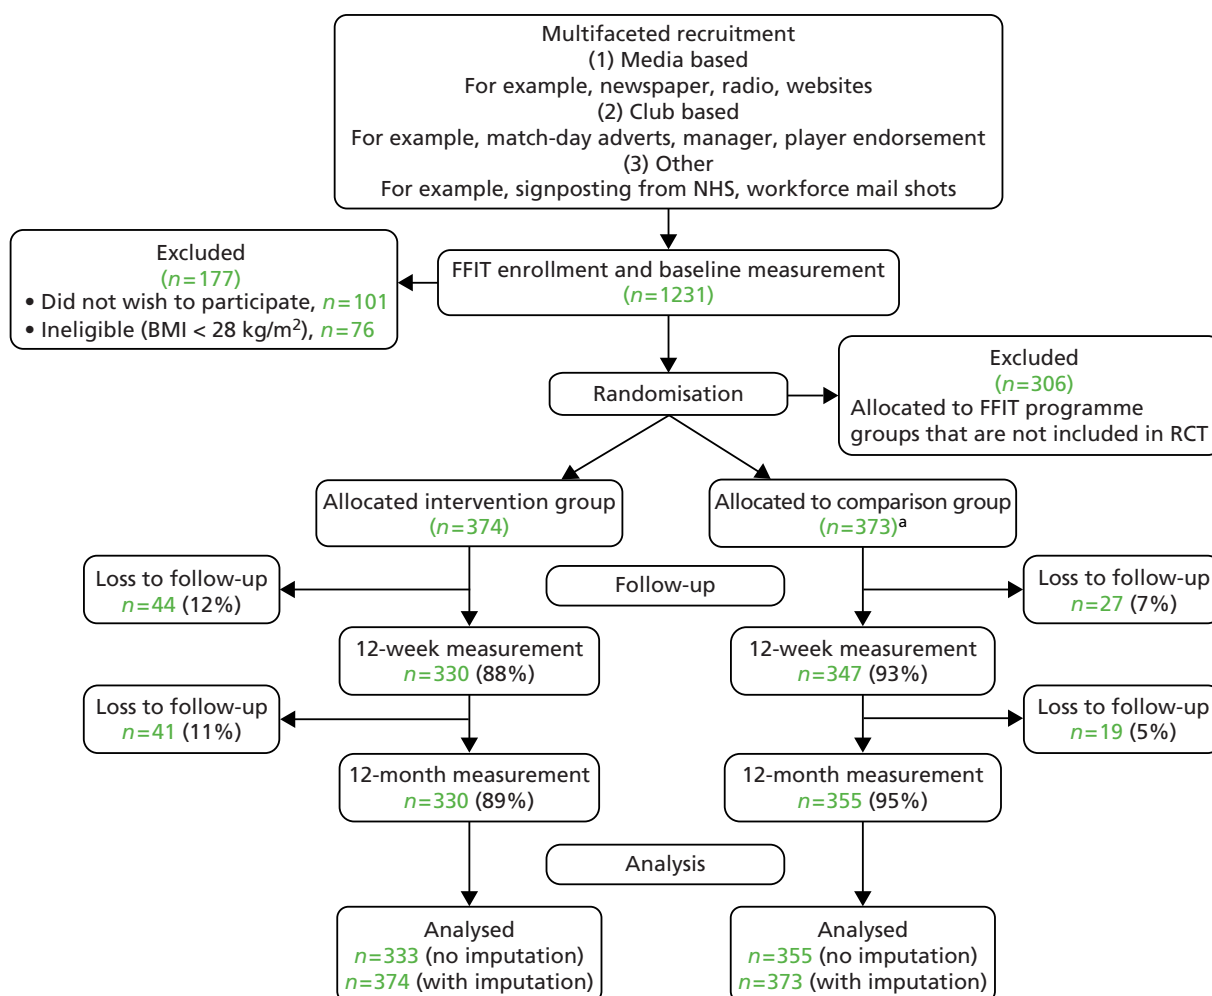 Multifaceted recruitment
(1) Media based
For example, newspaper, radio, websites
(2) Club based
For example, match-day adverts, manager, player endorsement
(3) Other
For example, signposting from NHS, workforce mail shots
Excluded
(n=177)
• Did not wish to participate, n=101
• Ineligible (BMI < 28 kg/m²), n=76
FFIT enrollment and baseline measurement
(n=1231)
Randomisation
Excluded
(n=306)
Allocated to FFIT programme
groups that are not included in RCT
Allocated intervention group
(n=374)
Allocated to comparison group
(n=373)ᵃ
Loss to follow-up
n=44 (12%)
Follow-up
Loss to follow-up
n=27 (7%)
12-week measurement
n=330 (88%)
12-week measurement
n=347 (93%)
Loss to follow-up
n=41 (11%)
Loss to follow-up
n=19 (5%)
12-month measurement
n=330 (89%)
12-month measurement
n=355 (95%)
Analysis
Analysed
n=333 (no imputation)
n=374 (with imputation)
Analysed
n=355 (no imputation)
n=373 (with imputation)